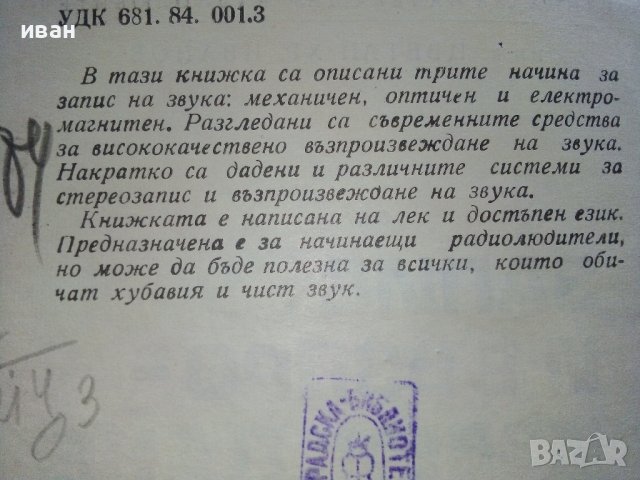 иван
УДК 681. 84. 001.3
В тази книжка са описани трите начина за
запис на звука: механичен, оптичен и електро-
магнитен. Разгледани са съвременните средства
за висококачествено възпроизвеждане на звука.
Накратко са дадени и различните системи за
стереозапис и възпроизвеждане на звука.
Книжката е написана на лек и достъпен език.
Предназначена е за начинаещи радиолюдители,
но може да бъде полезна за всички, които оби-
чат хубавия и чист звук.
BAZAR